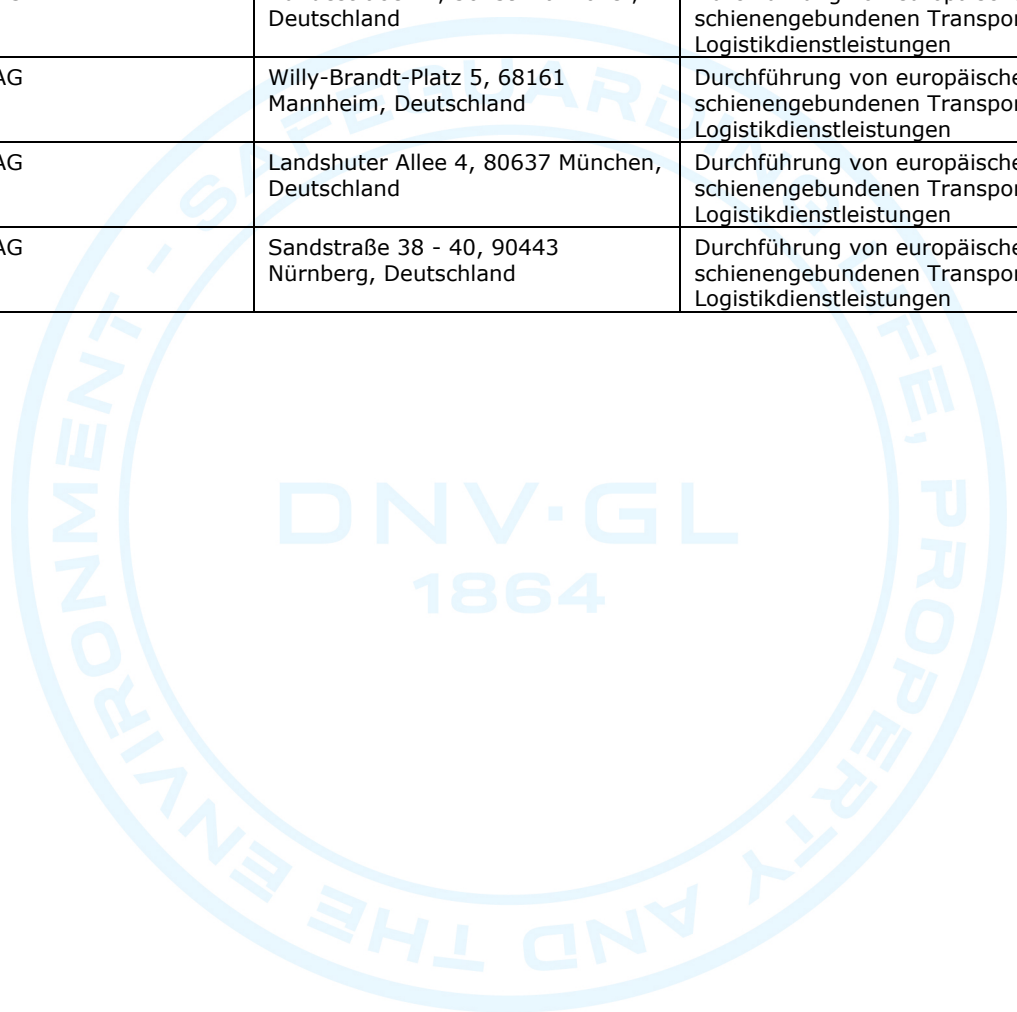 Deutschland
Logistikdienstleistungen
AG
Willy-Brandt-Platz 5, 68161
Mannheim, Deutschland
Durchführung von europäische
schienengebundenen Transpor
Logistikdienstleistungen
AG
Landshuter Allee 4, 80637 München,
Deutschland
Durchführung von europäische
schienengebundenen Transpor
Logistikdienstleistungen
AG
Sandstraße 38 - 40, 90443
Nürnberg, Deutschland
Durchführung von europäische
schienengebundenen Transpor
Logistikdienstleistungen
SAFEGUARDING LIFE, PROPERTY AND THE ENVIRONMENT -
DNV·GL
1864